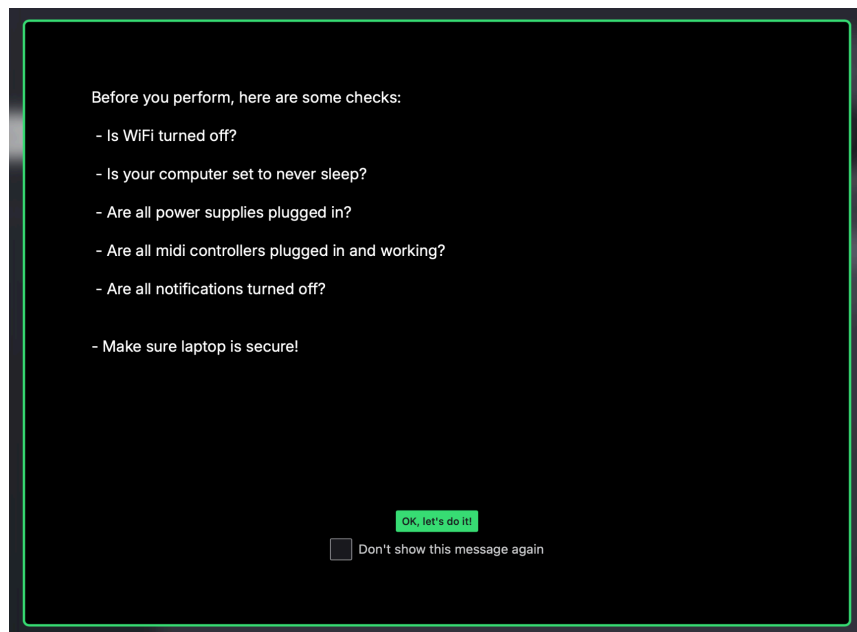 Before you perform, here are some checks:
- Is WiFi turned off?
- Is your computer set to never sleep?
- Are all power supplies plugged in?
- Are all midi controllers plugged in and working?
- Are all notifications turned off?
- Make sure laptop is secure!
OK, let's do it!
Don't show this message again